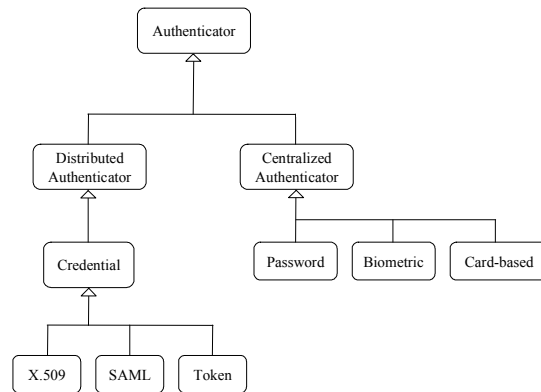 Authenticator
Distributed
Authenticator
Centralized
Authenticator
Credential
Password
Biometric
Card-based
X.509
SAML
Token